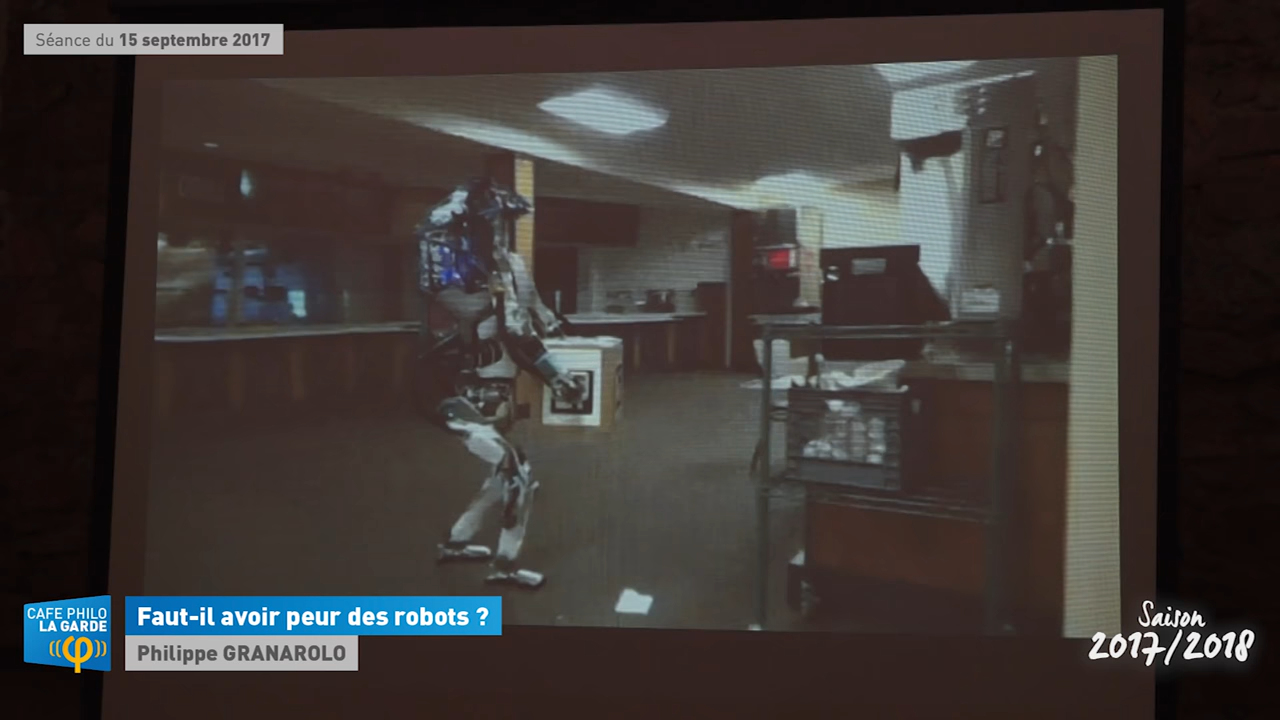 Séance du 15 septembre 2017
CAFE PHILO
LA GARDE
Faut-il avoir peur des robots ?
Philippe GRANAROLO
Saison
2017/2018